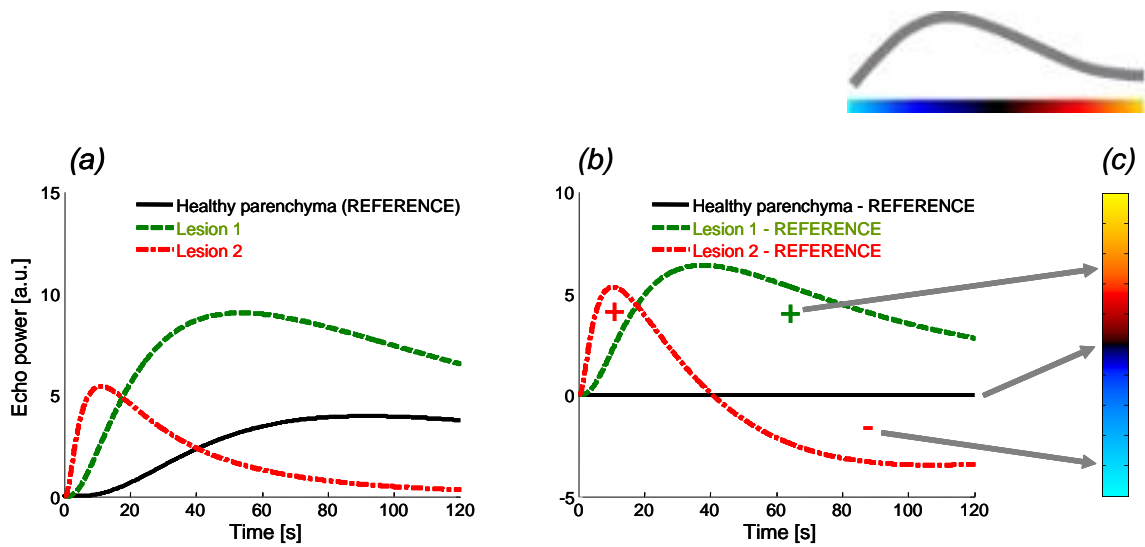 (a)
15
10
5
0
Echo power [a.u.]
Healthy parenchyma (REFERENCE)
Lesion 1
Lesion 2
0 20 40 60 80 100 120
Time [s]
(b)
10
5
0
-5
Healthy parenchyma - REFERENCE
Lesion 1 - REFERENCE
Lesion 2 - REFERENCE
+
+
-
0 20 40 60 80 100 120
Time [s]
(c)